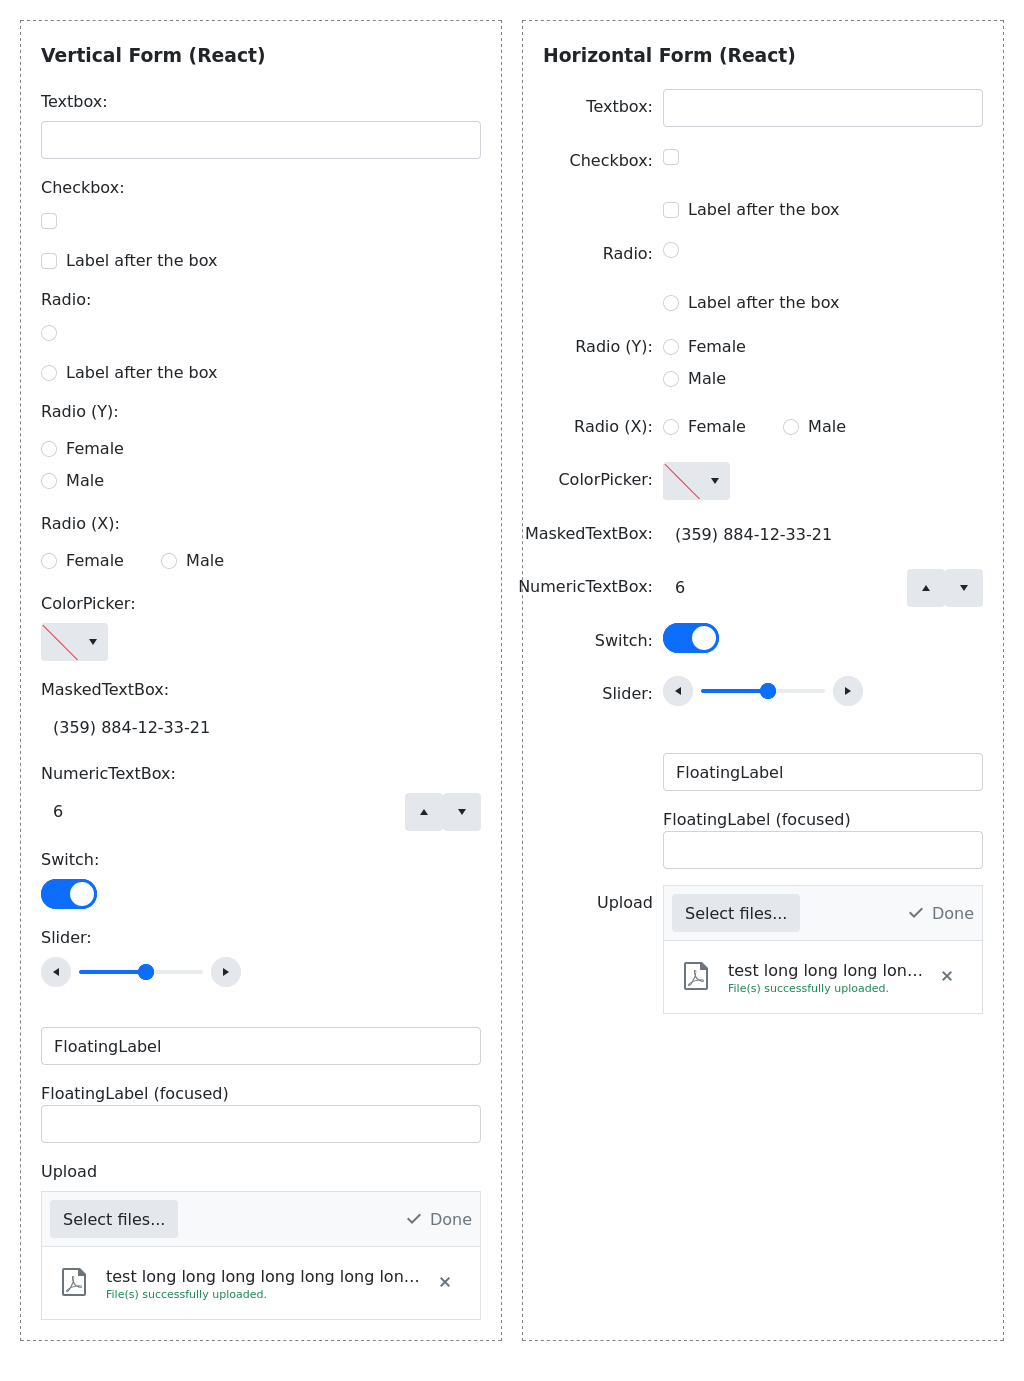 Vertical Form (React)
Textbox:
Checkbox:
Label after the box
Radio:
Label after the box
Radio (Y):
Female
Male
Radio (X):
Female Male
ColorPicker:
MaskedTextBox:
(359) 884-12-33-21
NumericTextBox:
6
Switch:
Slider:
FloatingLabel
FloatingLabel (focused)
Upload
Select files... Done
test long long long long long long lon...
File(s) successfully uploaded.
Horizontal Form (React)
Textbox:
Checkbox:
Label after the box
Radio:
Label after the box
Radio (Y): Female
Male
Radio (X): Female Male
ColorPicker:
MaskedTextBox: (359) 884-12-33-21
NumericTextBox: 6
Switch:
Slider:
FloatingLabel
FloatingLabel (focused)
Upload Select files... Done
test long long long lon...
File(s) successfully uploaded.